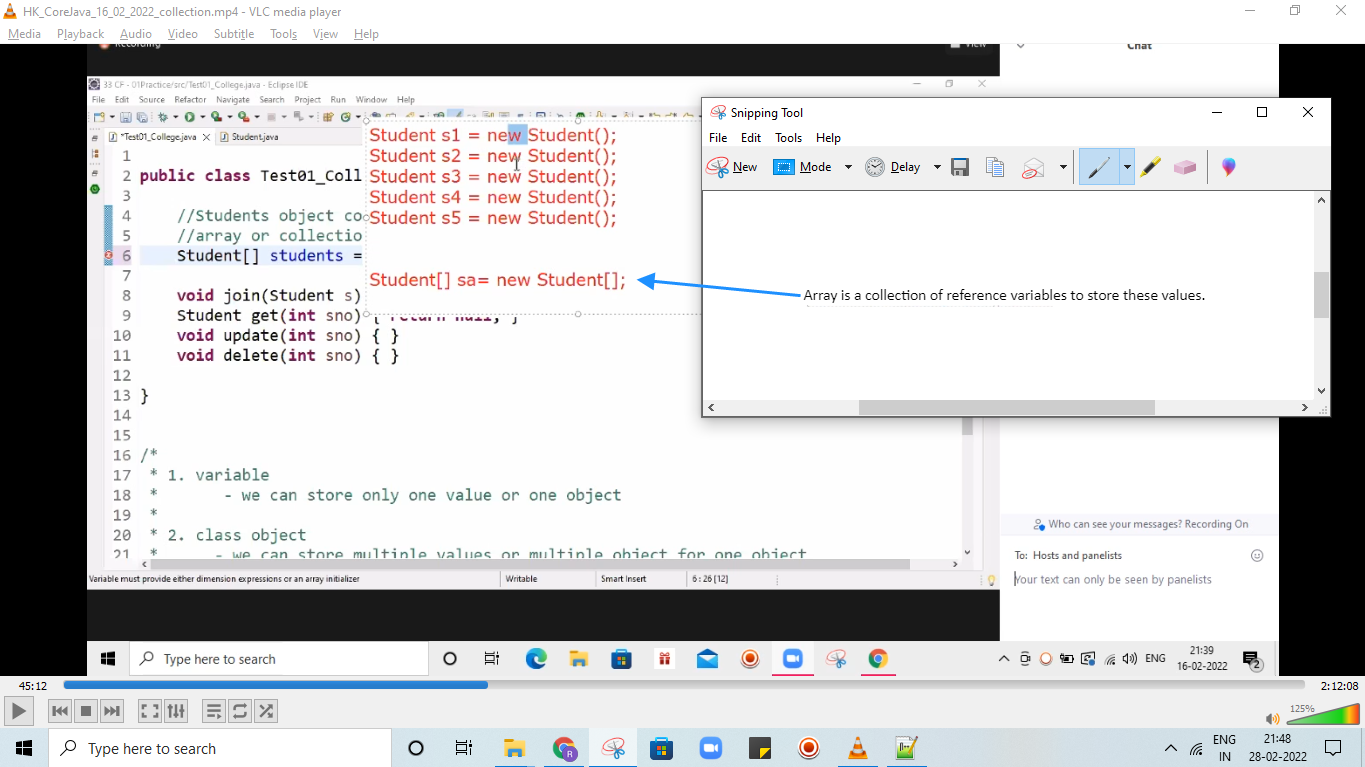 HK_CoreJava_16_02_2022_collection.mp4 - VLC media player
Media Playback Audio Video Subtitle Tools View Help
Recording
View
Chat
33 CF - 01Practice/src/Test01_College.java - Eclipse IDE
File Edit Source Refactor Navigate Search Project Run Window Help
*Test01_College.java
Student.java
1
2 public class Test01_Coll
3
4 //Students object co
5 //array or collectio
6 Student[] students =
7
8 void join(Student s)
9 Student get(int sno) { return null; }
10 void update(int sno) { }
11 void delete(int sno) { }
12
13 }
14
15
16 /*
17 * 1. variable
18 * - we can store only one value or one object
19 *
20 * 2. class object
21 * - we can store multiple values or multiple object for one object
Student s1 = new Student();
Student s2 = new Student();
Student s3 = new Student();
Student s4 = new Student();
Student s5 = new Student();
Student[] sa= new Student[];
Snipping Tool
File Edit Tools Help
New Mode Delay
Array is a collection of reference variables to store these values.
Variable must provide either dimension expressions or an array initializer
Writable
Smart Insert
6 : 26 [12]
Who can see your messages? Recording On
To: Hosts and panelists
Your text can only be seen by panelists
Type here to search
ENG
21:39
16-02-2022
2
45:12
2:12:08
125%
Type here to search
ENG
IN
21:48
28-02-2022